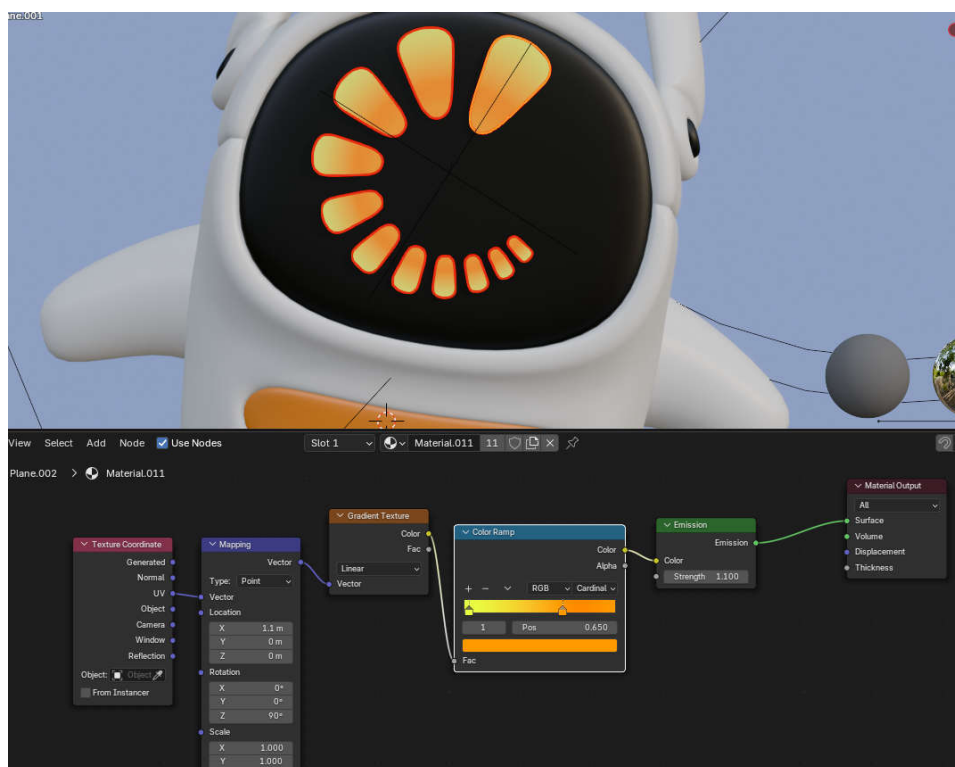 ne.001
View Select Add Node Use Nodes Slot 1 Material.011 11
Plane.002 > Material.011
Texture Coordinate
Generated
Normal
UV
Object
Camera
Window
Reflection
Object: Object
From Instancer
Mapping
Vector
Type: Point
Vector
Location
X 1.1 m
Y 0 m
Z 0 m
Rotation
X 0°
Y 0°
Z 90°
Scale
X 1.000
Y 1.000
Gradient Texture
Color
Fac
Linear
Vector
Color Ramp
Color
Alpha
RGB Cardinal
1 Pos 0.650
Fac
Emission
Emission
Color
Strength 1.100
Material Output
All
Surface
Volume
Displacement
Thickness